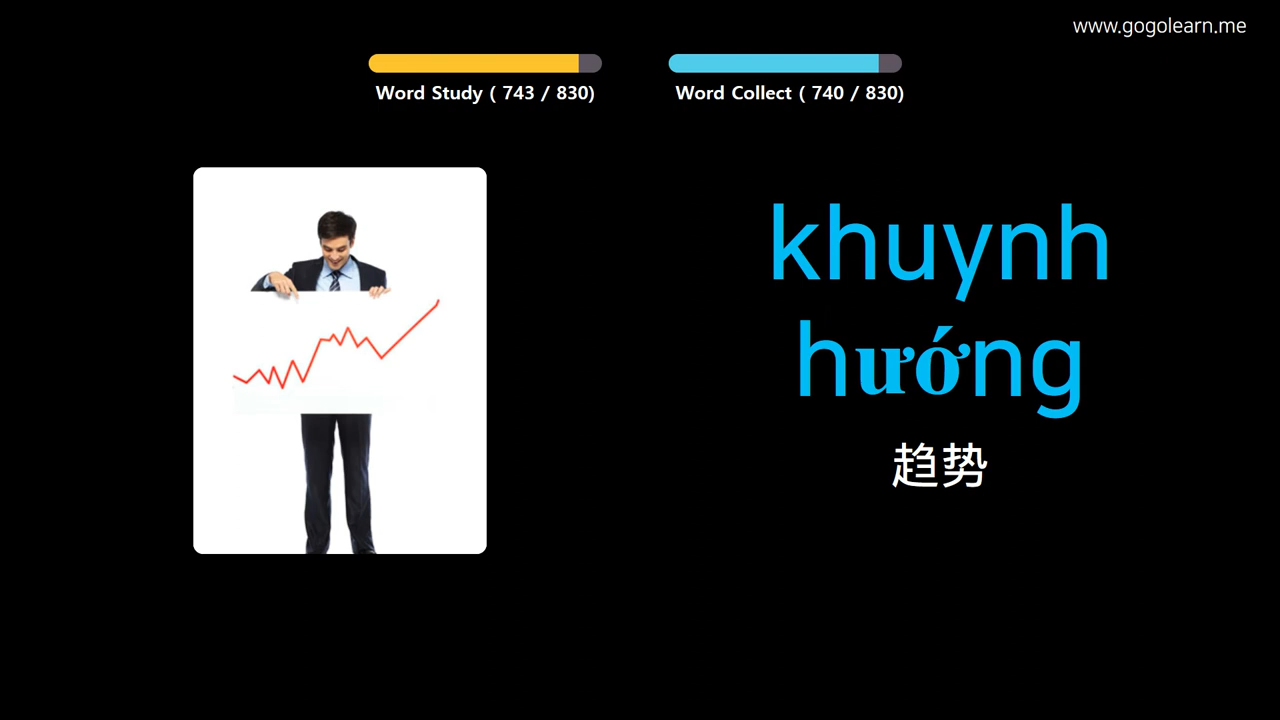 www.gogolearn.me
Word Study ( 743 / 830)
Word Collect ( 740 / 830)
khuynh
hướng
趋势